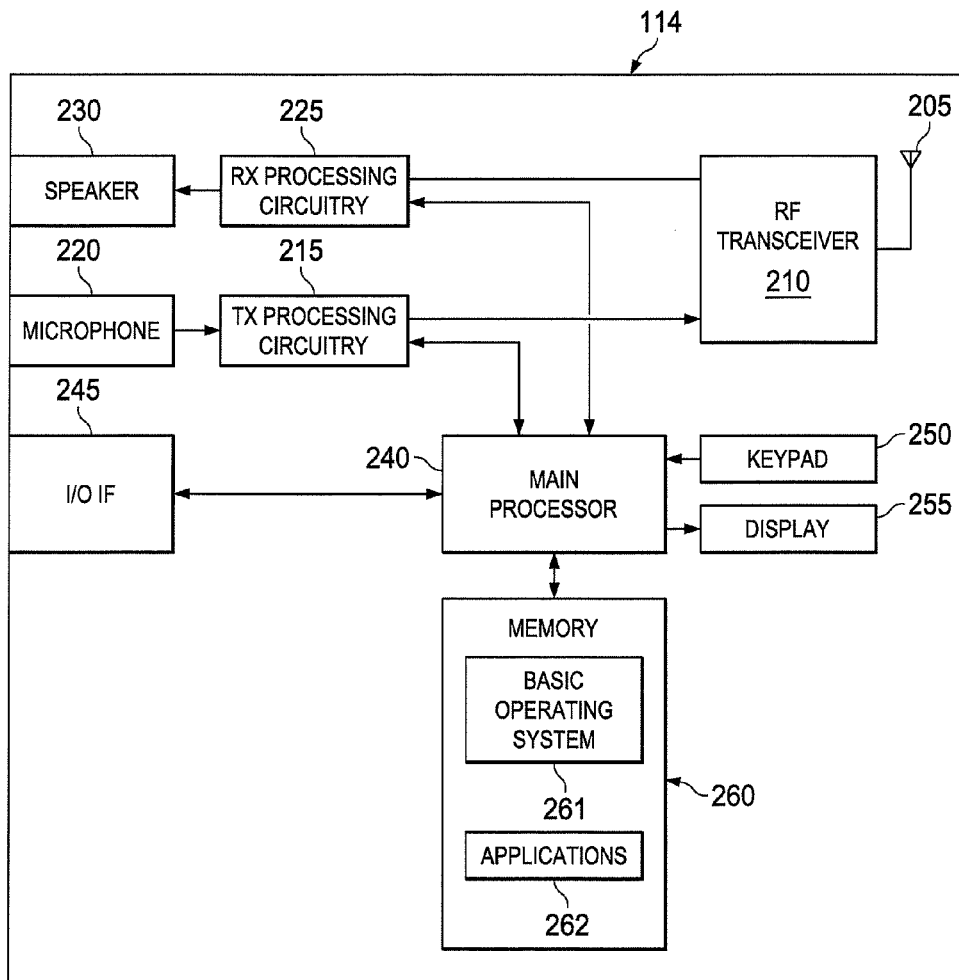 114
230
225
205
SPEAKER
RX PROCESSING
CIRCUITRY
RF
TRANSCEIVER
210
220
215
MICROPHONE
TX PROCESSING
CIRCUITRY
245
I/O IF
240
MAIN
PROCESSOR
KEYPAD
250
DISPLAY
255
MEMORY
BASIC
OPERATING
SYSTEM
261
260
APPLICATIONS
262